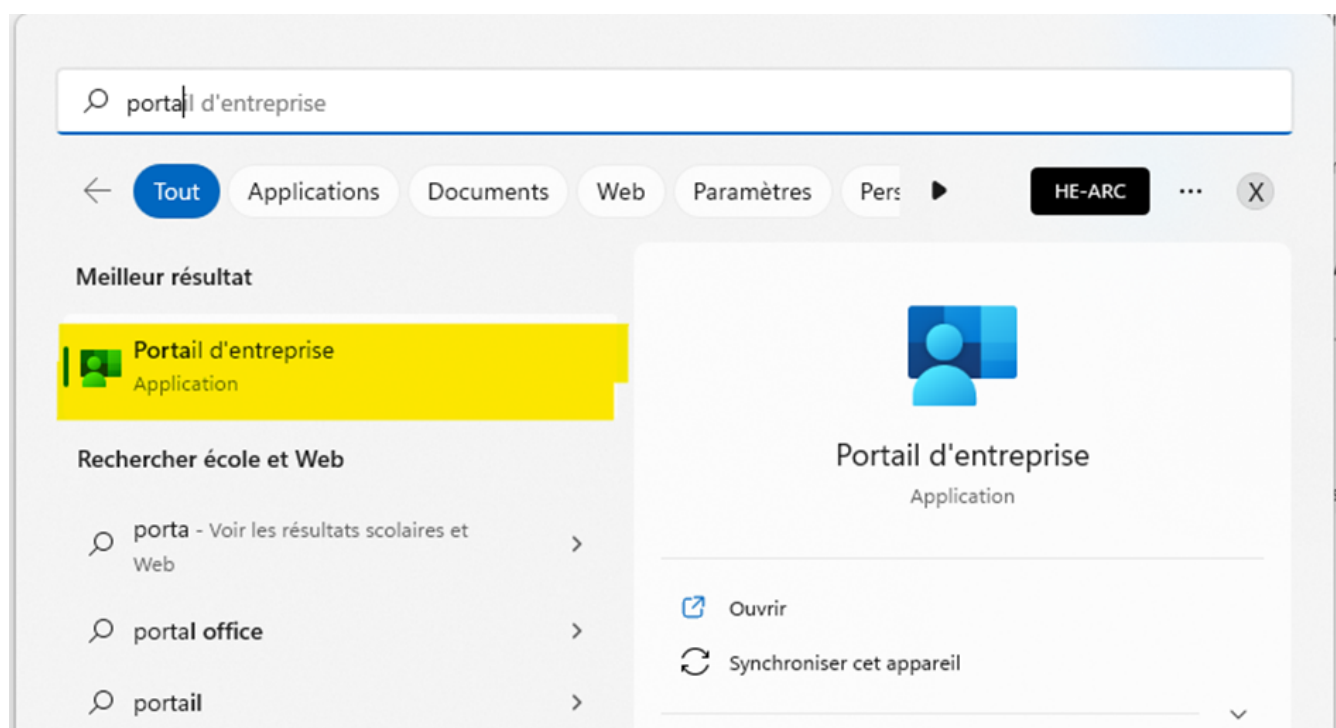 portail d'entreprise
Tout Applications Documents Web Paramètres Pers HE-ARC ... X
Meilleur résultat
Portail d'entreprise
Application
Rechercher école et Web
porta - Voir les résultats scolaires et
Web
portal office
portail
Portail d'entreprise
Application
Ouvrir
Synchroniser cet appareil